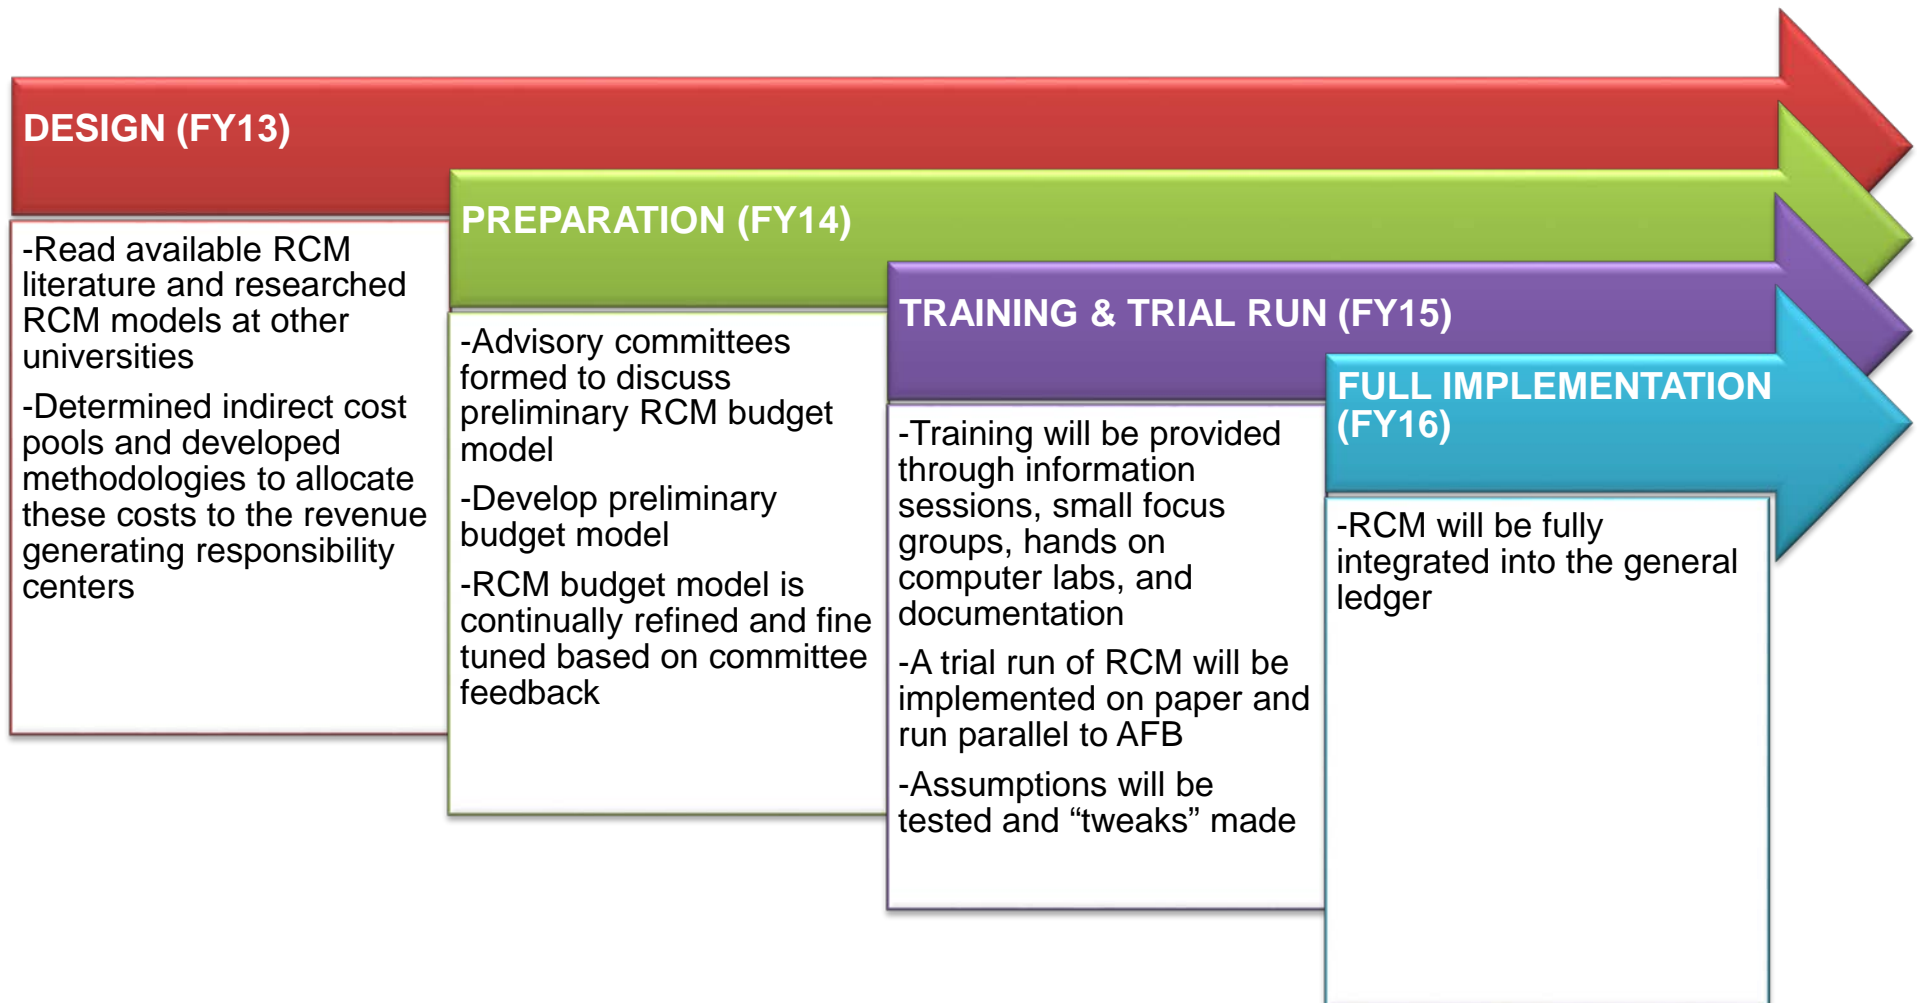 DESIGN (FY13)
-Read available RCM
literature and researched
RCM models at other
universities
-Determined indirect cost
pools and developed
methodologies to allocate
these costs to the revenue
generating responsibility
centers
PREPARATION (FY14)
-Advisory committees
formed to discuss
preliminary RCM budget
model
-Develop preliminary
budget model
-RCM budget model is
continually refined and fine
tuned based on committee
feedback
TRAINING & TRIAL RUN (FY15)
-Training will be provided
through information
sessions, small focus
groups, hands on
computer labs, and
documentation
-A trial run of RCM will be
implemented on paper and
run parallel to AFB
-Assumptions will be
tested and “tweaks” made
FULL IMPLEMENTATION
(FY16)
-RCM will be fully
integrated into the general
ledger